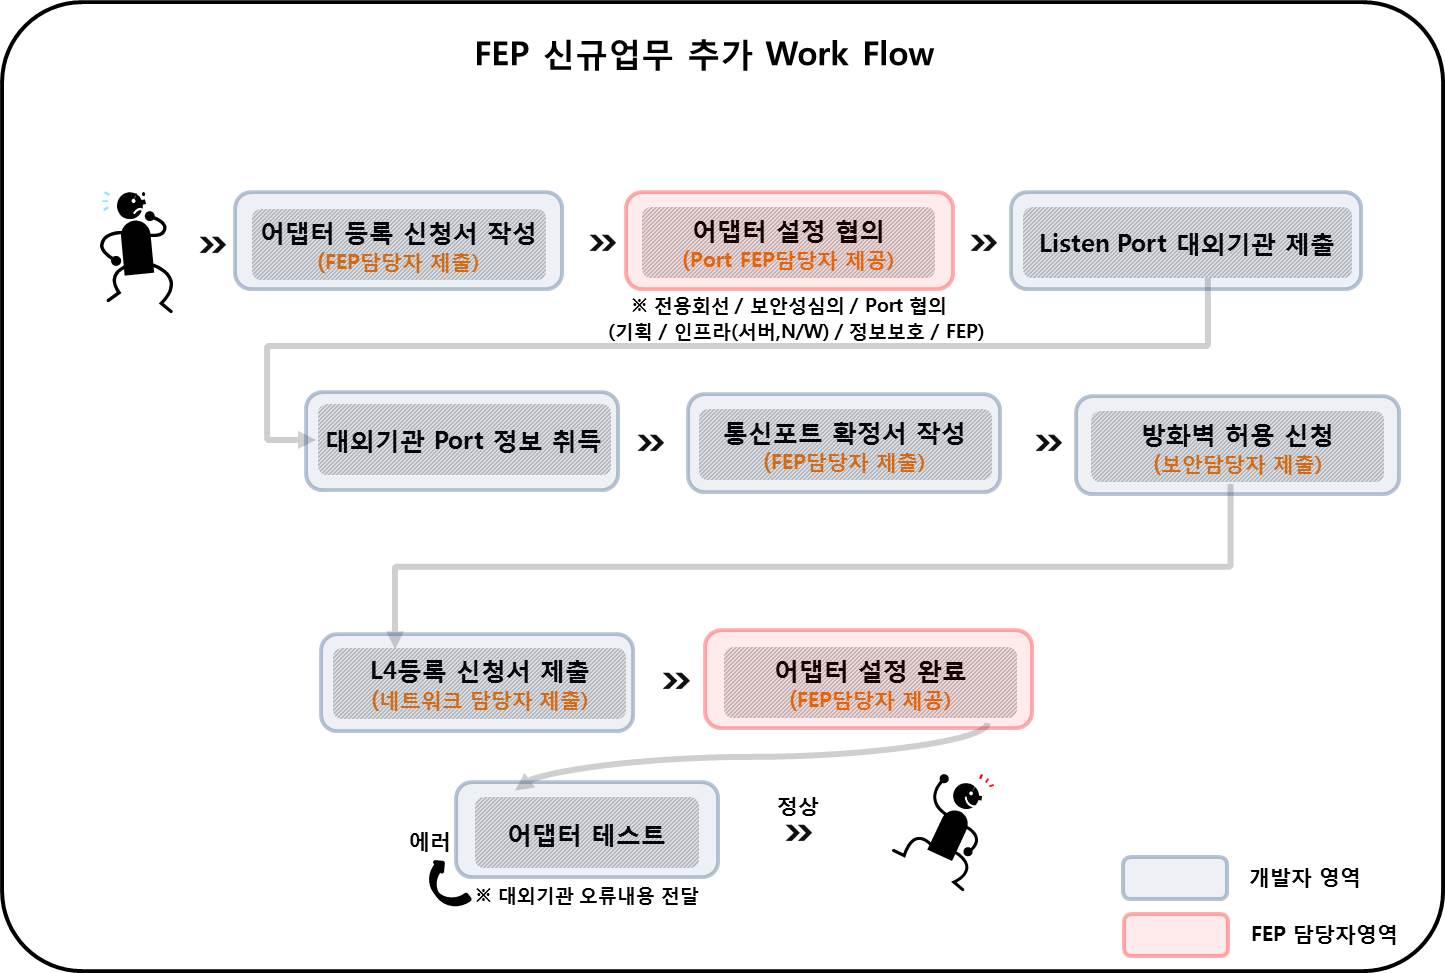 FEP 신규업무 추가 Work Flow
어댑터 등록 신청서 작성
(FEP담당자 제출)
어댑터 설정 협의
(Port FEP담당자 제공)
Listen Port 대외기관 제출
※ 전용회선 / 보안성심의 / Port 협의
(기획 / 인프라(서버,N/W) / 정보보호 / FEP)
대외기관 Port 정보 취득
통신포트 확정서 작성
(FEP담당자 제출)
방화벽 허용 신청
(보안담당자 제출)
L4등록 신청서 제출
(네트워크 담당자 제출)
어댑터 설정 완료
(FEP담당자 제공)
어댑터 테스트
정상
에러
※ 대외기관 오류내용 전달
개발자 영역
FEP 담당자영역